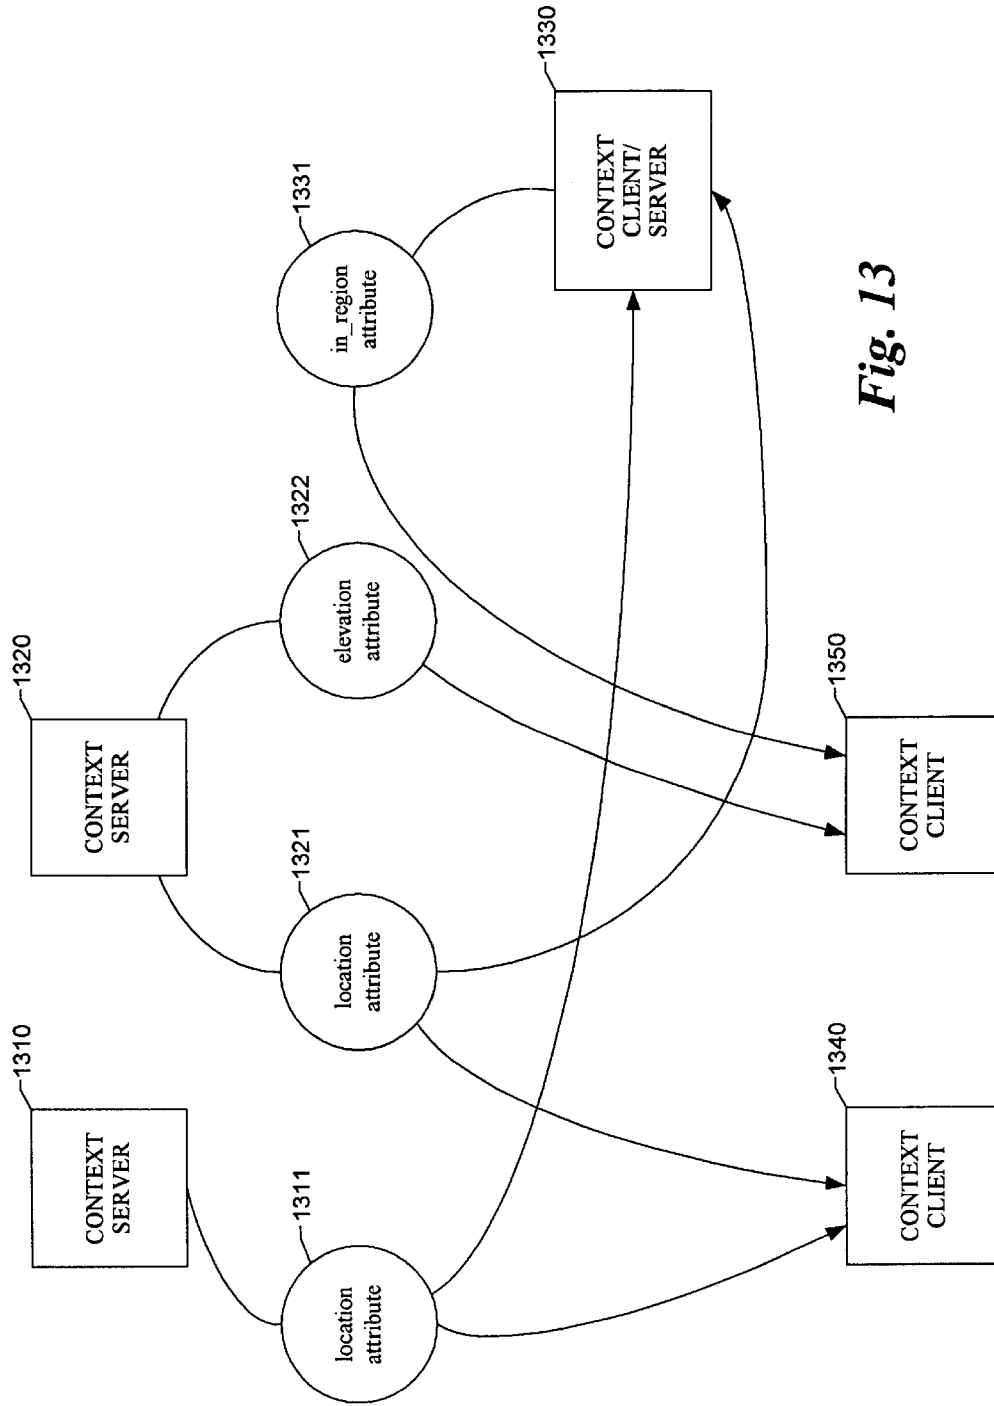 1310
CONTEXT
SERVER
1320
CONTEXT
SERVER
1311
location
attribute
1321
location
attribute
1322
elevation
attribute
1331
in_region
attribute
1330
CONTEXT
CLIENT/
SERVER
1340
CONTEXT
CLIENT
1350
CONTEXT
CLIENT
Fig. 13